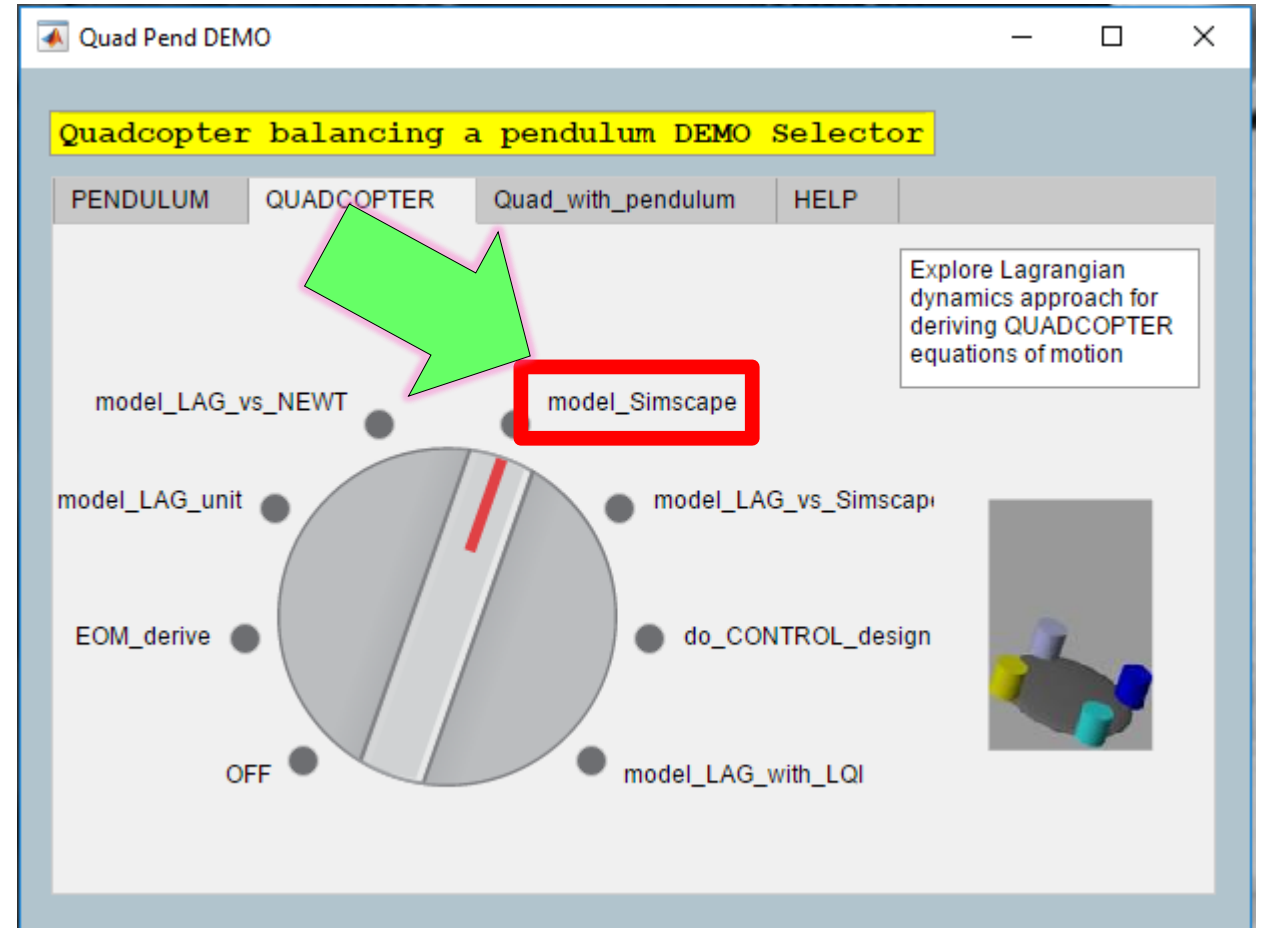 Quad Pend DEMO
Quadcopter balancing a pendulum DEMO Selector
PENDULUM QUADCOPTER Quad_with_pendulum HELP
Explore Lagrangian
dynamics approach for
deriving QUADCOPTER
equations of motion
model_LAG_vs_NEWT model_Simscape
model_LAG_unit model_LAG_vs_Simscap
EOM_derive do_CONTROL_design
OFF model_LAG_with_LQI